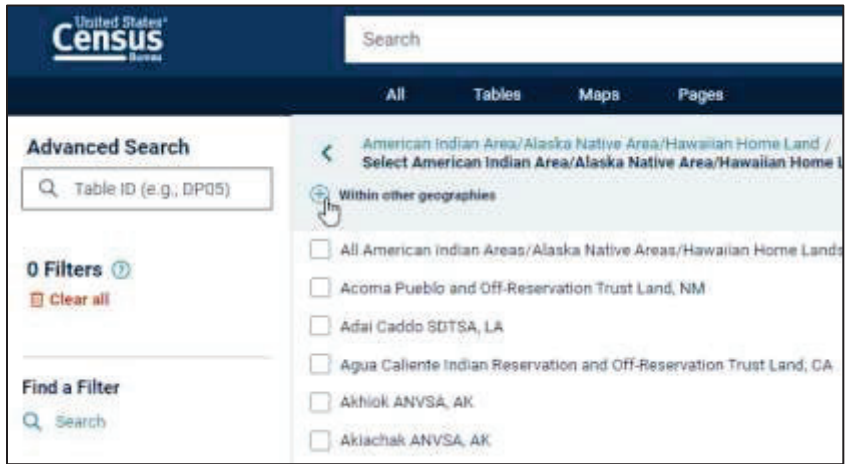 United States®
Census
Bureau
Search
All Tables Maps Pages
Advanced Search
Table ID (e.g., DP05)
0 Filters
Clear all
Find a Filter
Search
American Indian Area/Alaska Native Area/Hawaiian Home Land /
Select American Indian Area/Alaska Native Area/Hawaiian Home
Within other geographies
All American Indian Areas/Alaska Native Areas/Hawaiian Home Lands
Acoma Pueblo and Off-Reservation Trust Land, NM
Adai Caddo SDTSA, LA
Agua Caliente Indian Reservation and Off-Reservation Trust Land, CA
Akhiok ANVSA, AK
Akiachak ANVSA, AK